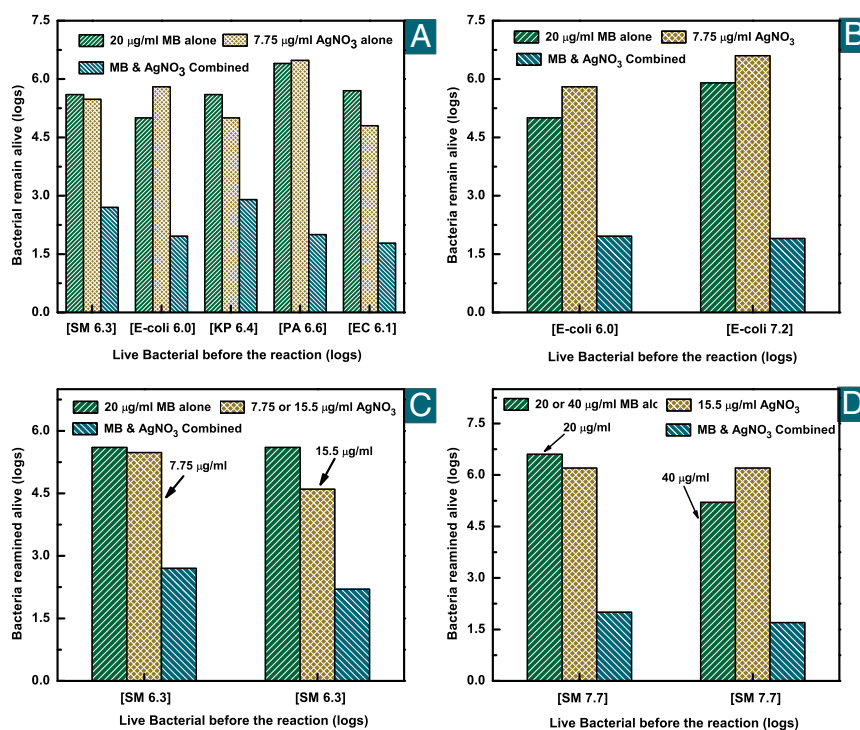 A
7.5
6.0
4.5
3.0
1.5
0.0
Bacterial remain alive (logs)
20 μg/ml MB alone
7.75 μg/ml AgNO₃ alone
MB & AgNO₃ Combined
[SM 6.3]
[E-coli 6.0]
[KP 6.4]
[PA 6.6]
[EC 6.1]
Live Bacterial before the reaction (logs)
B
7.5
6.0
4.5
3.0
1.5
0.0
Bacteria remain alive (logs)
20 μg/ml MB alone
7.75 μg/ml AgNO₃
MB & AgNO₃ Combined
[E-coli 6.0]
[E-coli 7.2]
Live Bacterial before the reaction (logs)
C
6.0
4.5
3.0
1.5
0.0
Bacteria reamined alive (logs)
20 μg/ml MB alone
7.75 or 15.5 μg/ml AgNO₃
MB & AgNO₃ Combined
7.75 μg/ml
15.5 μg/ml
[SM 6.3]
[SM 6.3]
Live Bacterial before the reaction (logs)
D
7.5
6.0
4.5
3.0
1.5
0.0
Bacteria reamined alive (logs)
20 or 40 μg/ml MB alc
15.5 μg/ml AgNO₃
MB & AgNO₃ Combined
20 μg/ml
40 μg/ml
[SM 7.7]
[SM 7.7]
Live Bacterial before the reaction (logs)